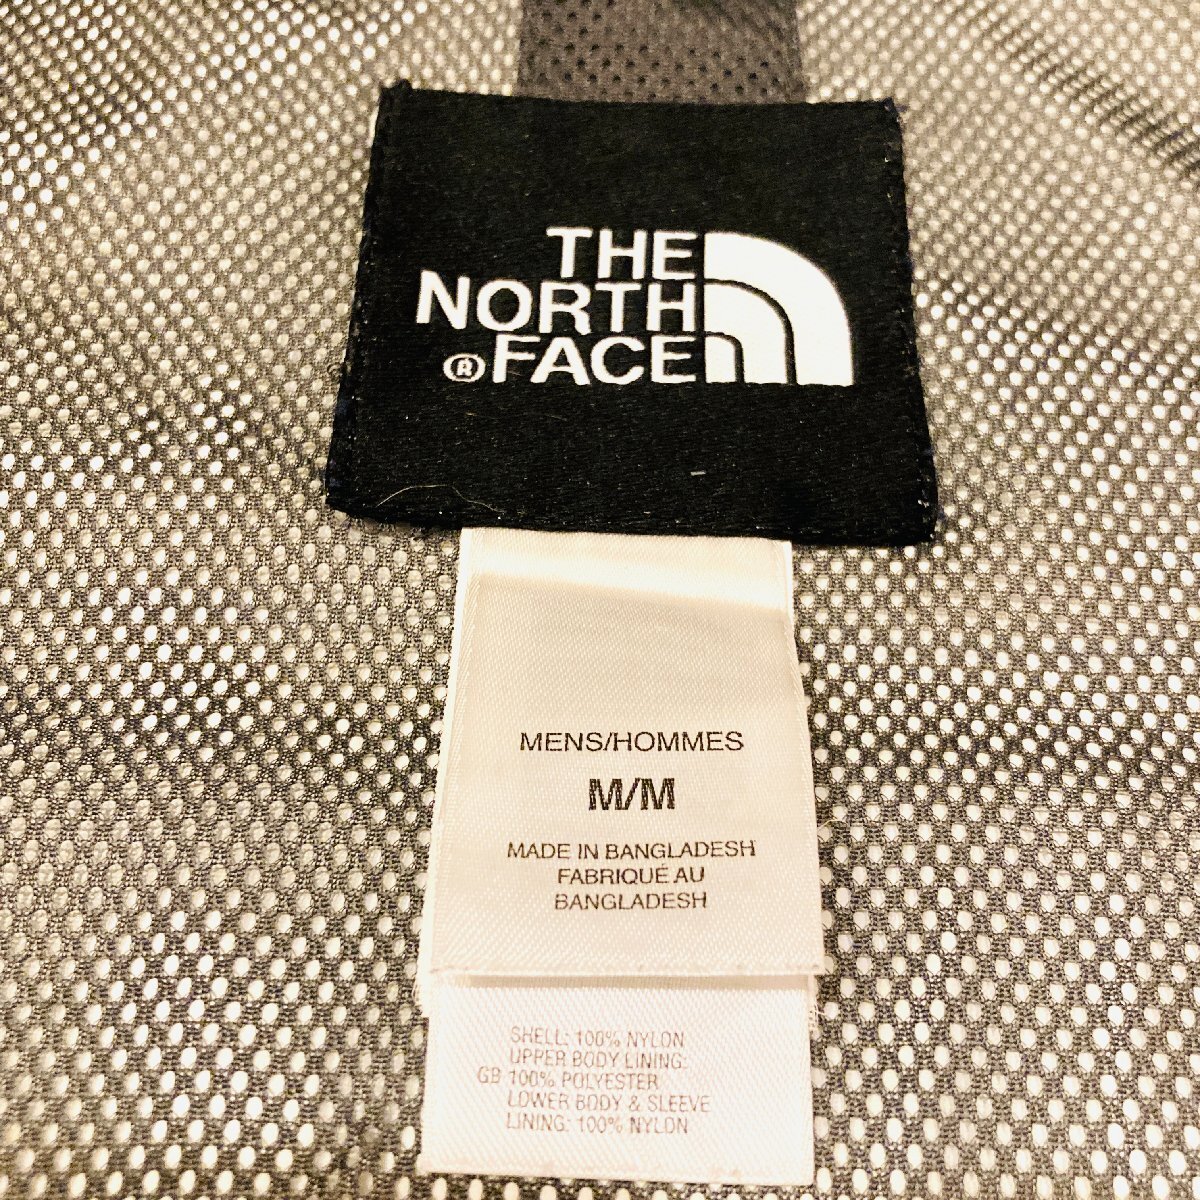 THE
NORTH
® FACE
MENS/HOMMES
M/M
MADE IN BANGLADESH
FABRIQUÉ AU
BANGLADESH
SHELL: 100% NYLON
UPPER BODY LINING:
GB 100% POLYESTER
LOWER BODY & SLEEVE
LINING: 100% NYLON